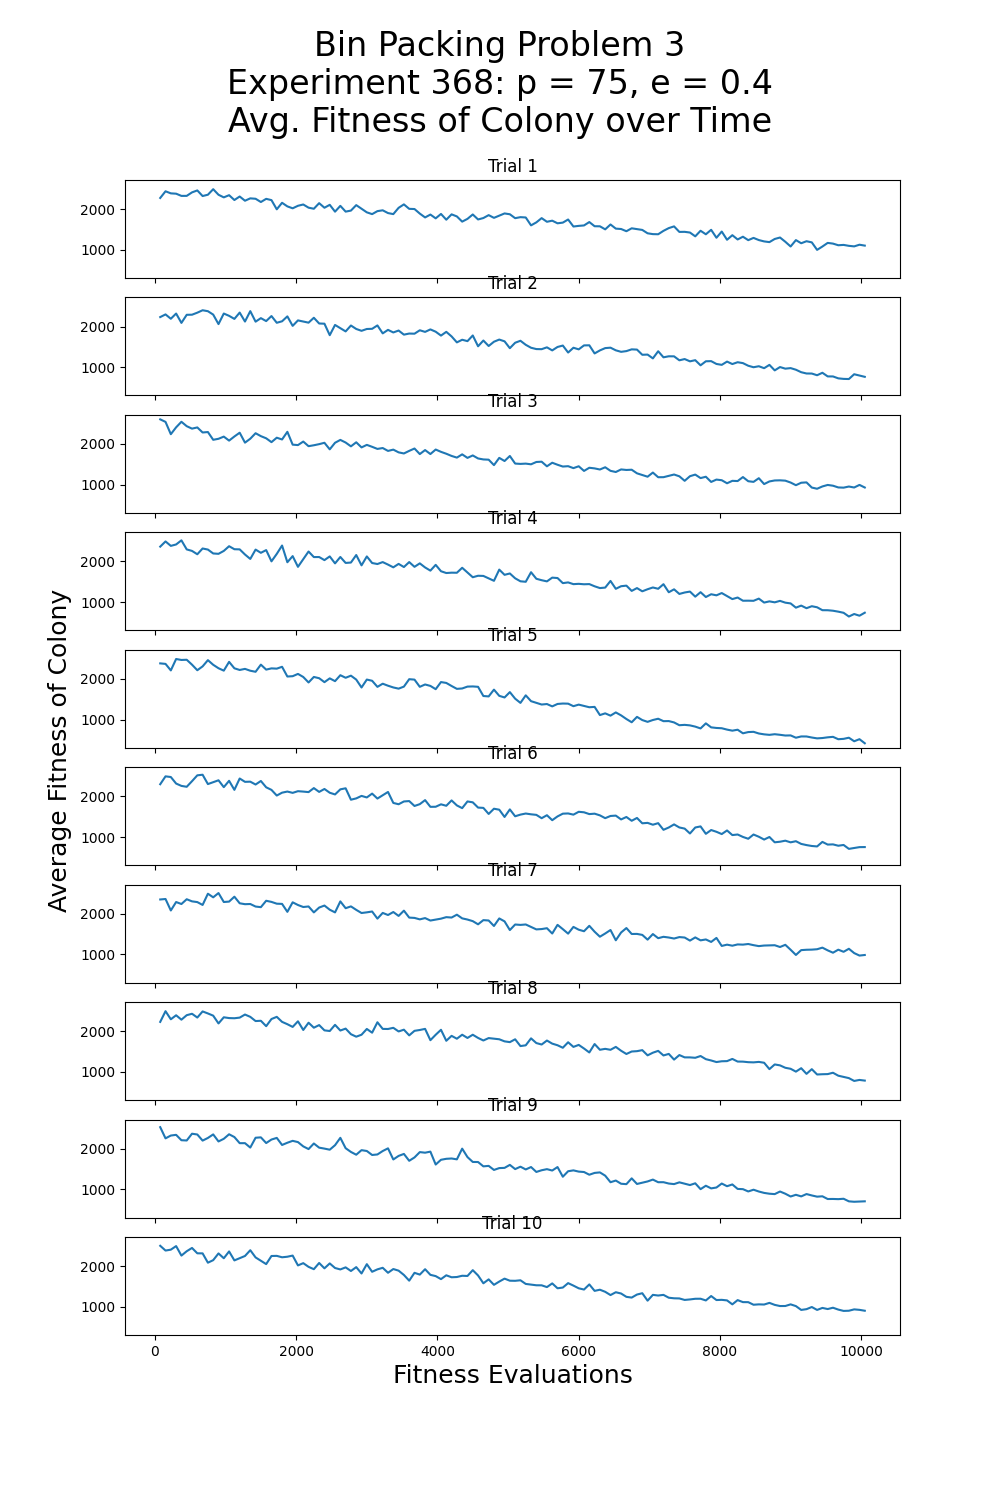 Bin Packing Problem 3
Experiment 368: p = 75, e = 0.4
Avg. Fitness of Colony over Time
Average Fitness of Colony
Trial 1
2000
1000
Trial 2
2000
1000
Trial 3
2000
1000
Trial 4
2000
1000
Trial 5
2000
1000
Trial 6
2000
1000
Trial 7
2000
1000
Trial 8
2000
1000
Trial 9
2000
1000
Trial 10
2000
1000
0 2000 4000 6000 8000 10000
Fitness Evaluations